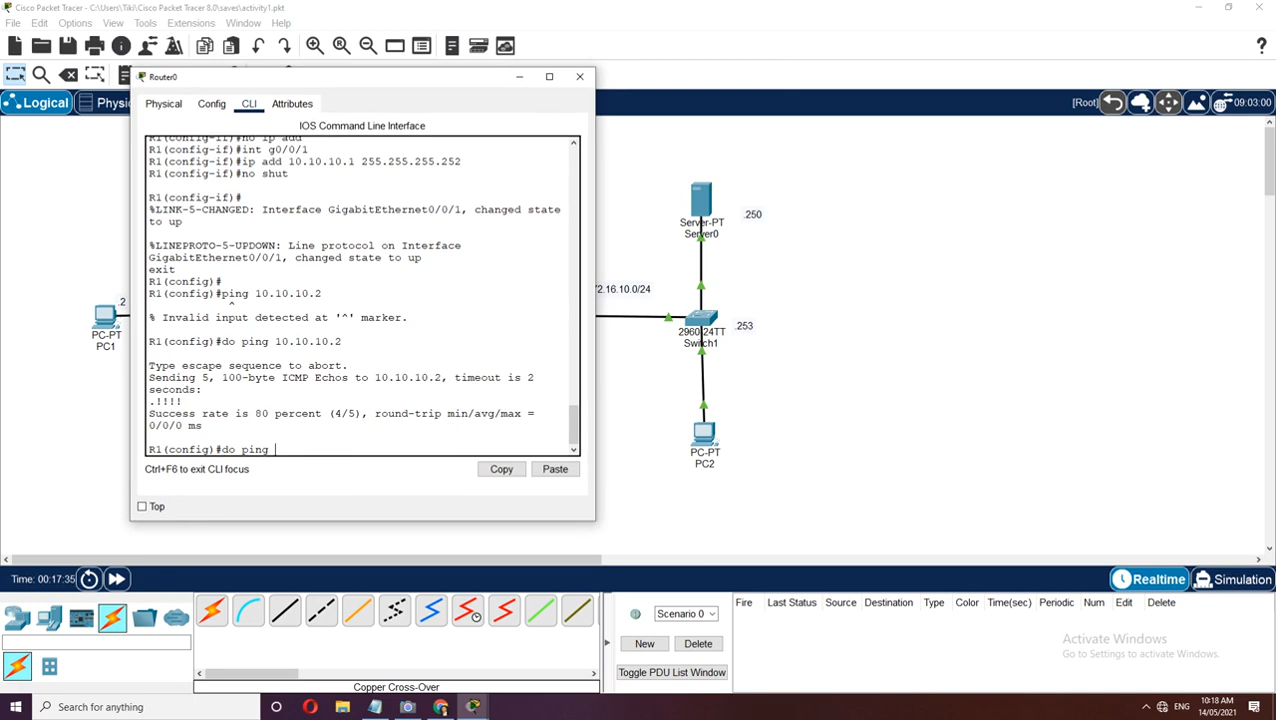 Cisco Packet Tracer - C:\Users\Tiki\Cisco Packet Tracer 8.0\saves\activity1.pkt
File Edit Options View Tools Extensions Window Help
Router0
Logical
[Root]
09:03:00
Physical Config CLI Attributes
IOS Command Line Interface
R1(config-if)#no ip add
R1(config-if)#int g0/0/1
R1(config-if)#ip add 10.10.10.1 255.255.255.252
R1(config-if)#no shut
R1(config-if)#
%LINK-5-CHANGED: Interface GigabitEthernet0/0/1, changed state
to up
%LINEPROTO-5-UPDOWN: Line protocol on Interface
GigabitEthernet0/0/1, changed state to up
exit
R1(config)#
R1(config)#ping 10.10.10.2
^
% Invalid input detected at '^' marker.
R1(config)#do ping 10.10.10.2
Type escape sequence to abort.
Sending 5, 100-byte ICMP Echos to 10.10.10.2, timeout is 2
seconds:
.!!!!
Success rate is 80 percent (4/5), round-trip min/avg/max =
0/0/0 ms
R1(config)#do ping
Ctrl+F6 to exit CLI focus
Copy
Paste
Top
.2
PC-PT
PC1
Server-PT
Server0
.250
2.16.10.0/24
2960-24TT
Switch1
.253
PC-PT
PC2
Time: 00:17:35
Realtime
Simulation
Scenario 0
New
Delete
Toggle PDU List Window
Fire Last Status Source Destination Type Color Time(sec) Periodic Num Edit Delete
Copper Cross-Over
Activate Windows
Go to Settings to activate Windows.
Search for anything
ENG
10:18 AM
14/05/2021